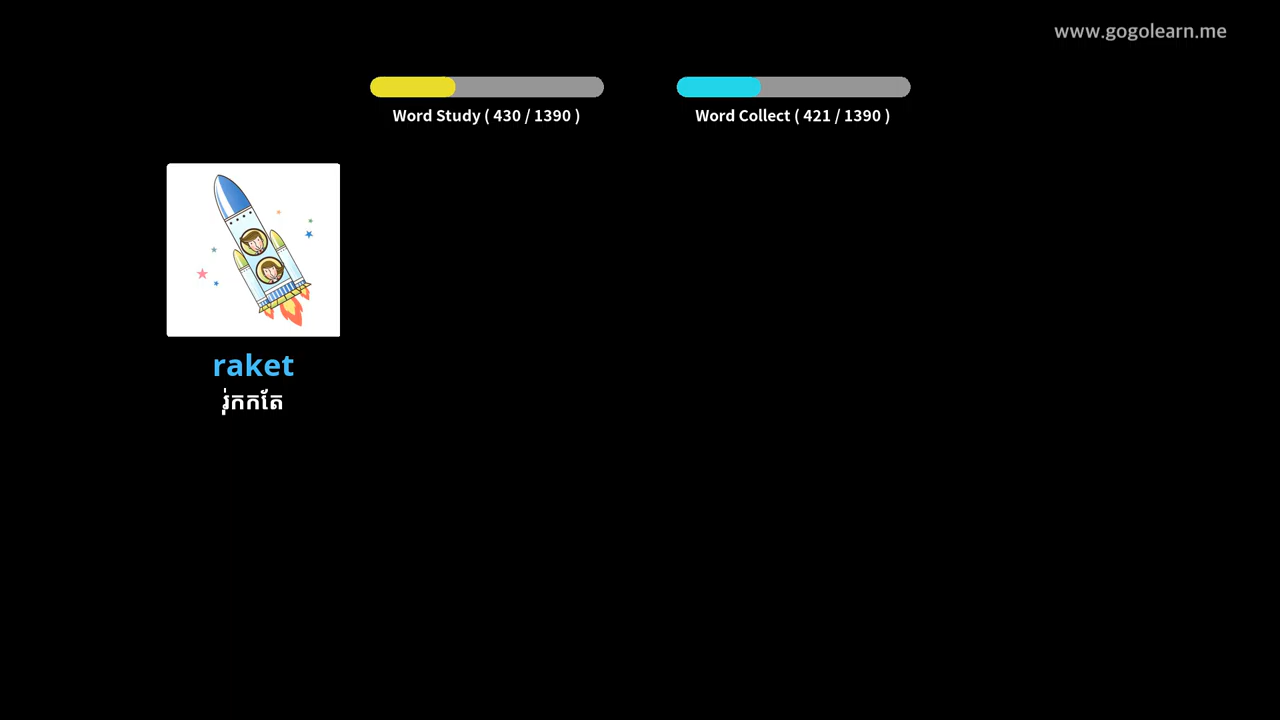 www.gogolearn.me
Word Study ( 430 / 1390 )
Word Collect ( 421 / 1390 )
raket
រ៉ុកកតែ